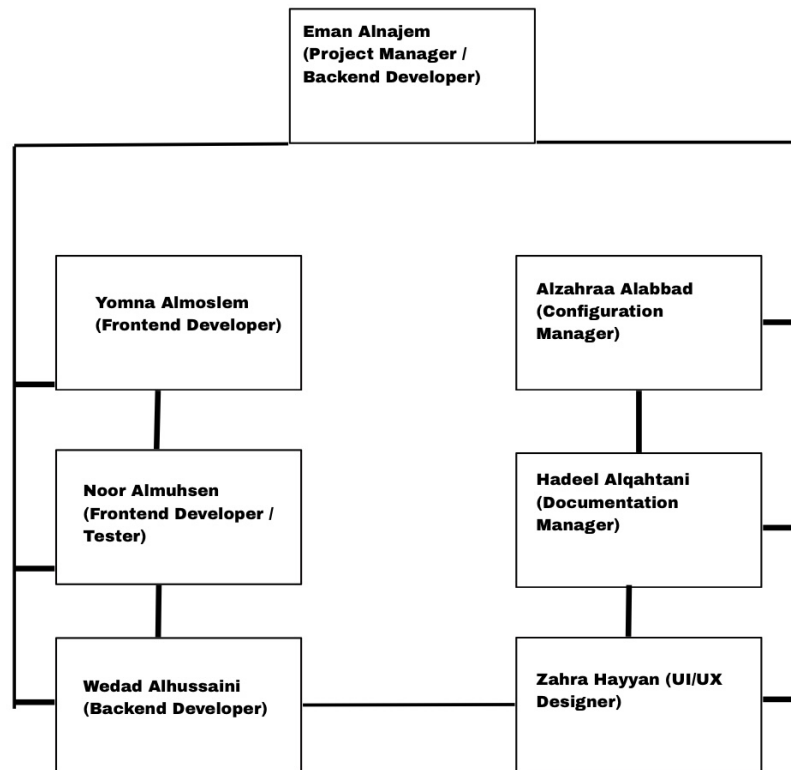 Eman Alnajem
(Project Manager /
Backend Developer)
Yomna Almoslem
(Frontend Developer)
Noor Almuhsen
(Frontend Developer /
Tester)
Wedad Alhussaini
(Backend Developer)
Alzahraa Alabbad
(Configuration
Manager)
Hadeel Alqahtani
(Documentation
Manager)
Zahra Hayyan (UI/UX
Designer)